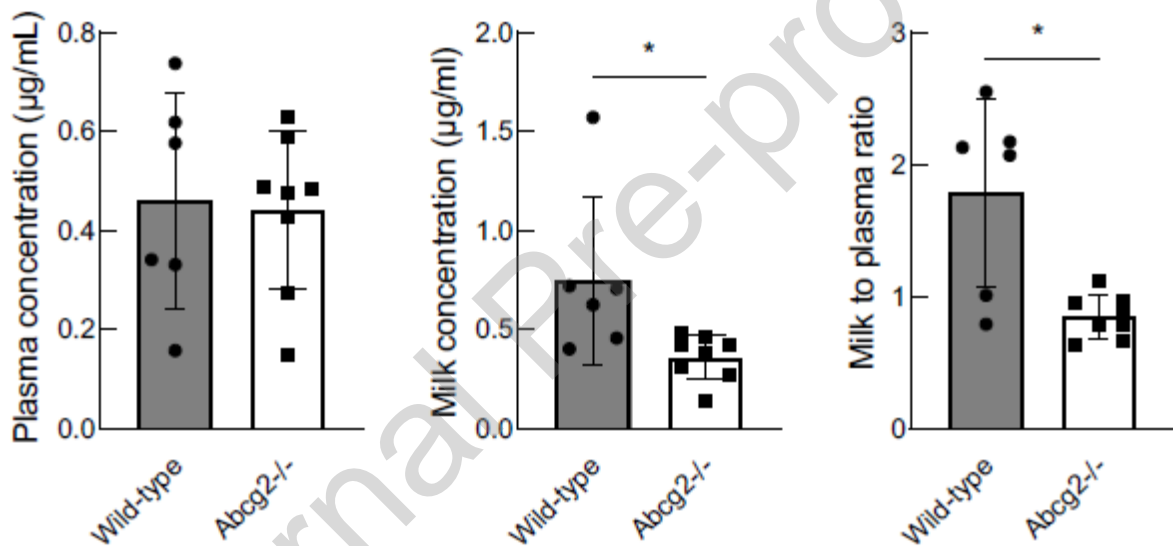 Plasma concentration (µg/mL)
0.8
0.6
0.4
0.2
0.0
Wild-type
Abcg2-/-
Milk concentration (µg/ml)
2.0
1.5
1.0
0.5
0.0
*
Wild-type
Abcg2-/-
Milk to plasma ratio
3
2
1
0
*
Wild-type
Abcg2-/-
rnal Pre-pro